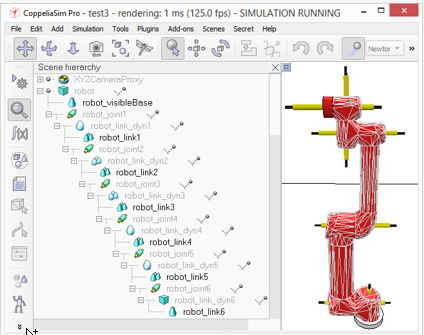 CoppeliaSim Pro - test3 - rendering: 1 ms (125.0 fps) - SIMULATION RUNNING
File Edit Add Simulation Tools Plugins Add-ons Scenes Secret Help
Newton
Scene hierarchy
XYZCameraProxy
robot
robot_visibleBase
robot_joint1
robot_link_dyn1
robot_link1
robot_joint2
robot_link_dyn2
robot_link2
robot_joint3
robot_link_dyn3
robot_link3
robot_joint4
robot_link_dyn4
robot_link4
robot_joint5
robot_link_dyn5
robot_link5
robot_joint6
robot_link_dyn6
robot_link6